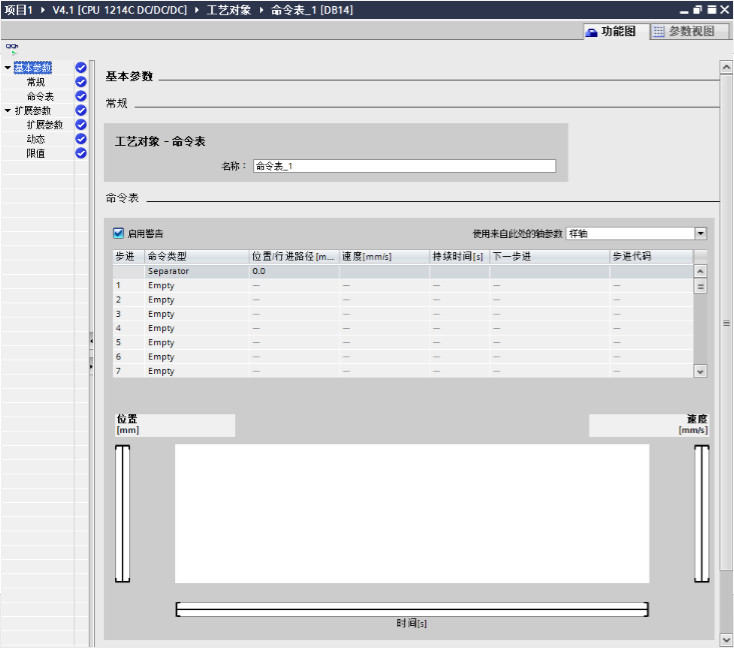 项目1 ▸ V4.1 [CPU 1214C DC/DC/DC] ▸ 工艺对象 ▸ 命令表_1 [DB14]
功能图 参数视图
基本参数
常规
命令表
扩展参数
扩展参数
动态
限值
基本参数
常规
工艺对象 - 命令表
名称： 命令表_1
命令表
启用警告 使用来自此处的轴参数 样轴
步进 命令类型 位置/行进路径 [m... 速度[mm/s] 持续时间[s] 下一步进 步进代码
Separator 0.0
1 Empty — — — — —
2 Empty — — — — —
3 Empty — — — — —
4 Empty — — — — —
5 Empty — — — — —
6 Empty — — — — —
7 Empty — — — — —
位置 速度
[mm] [mm/s]
时间[s]